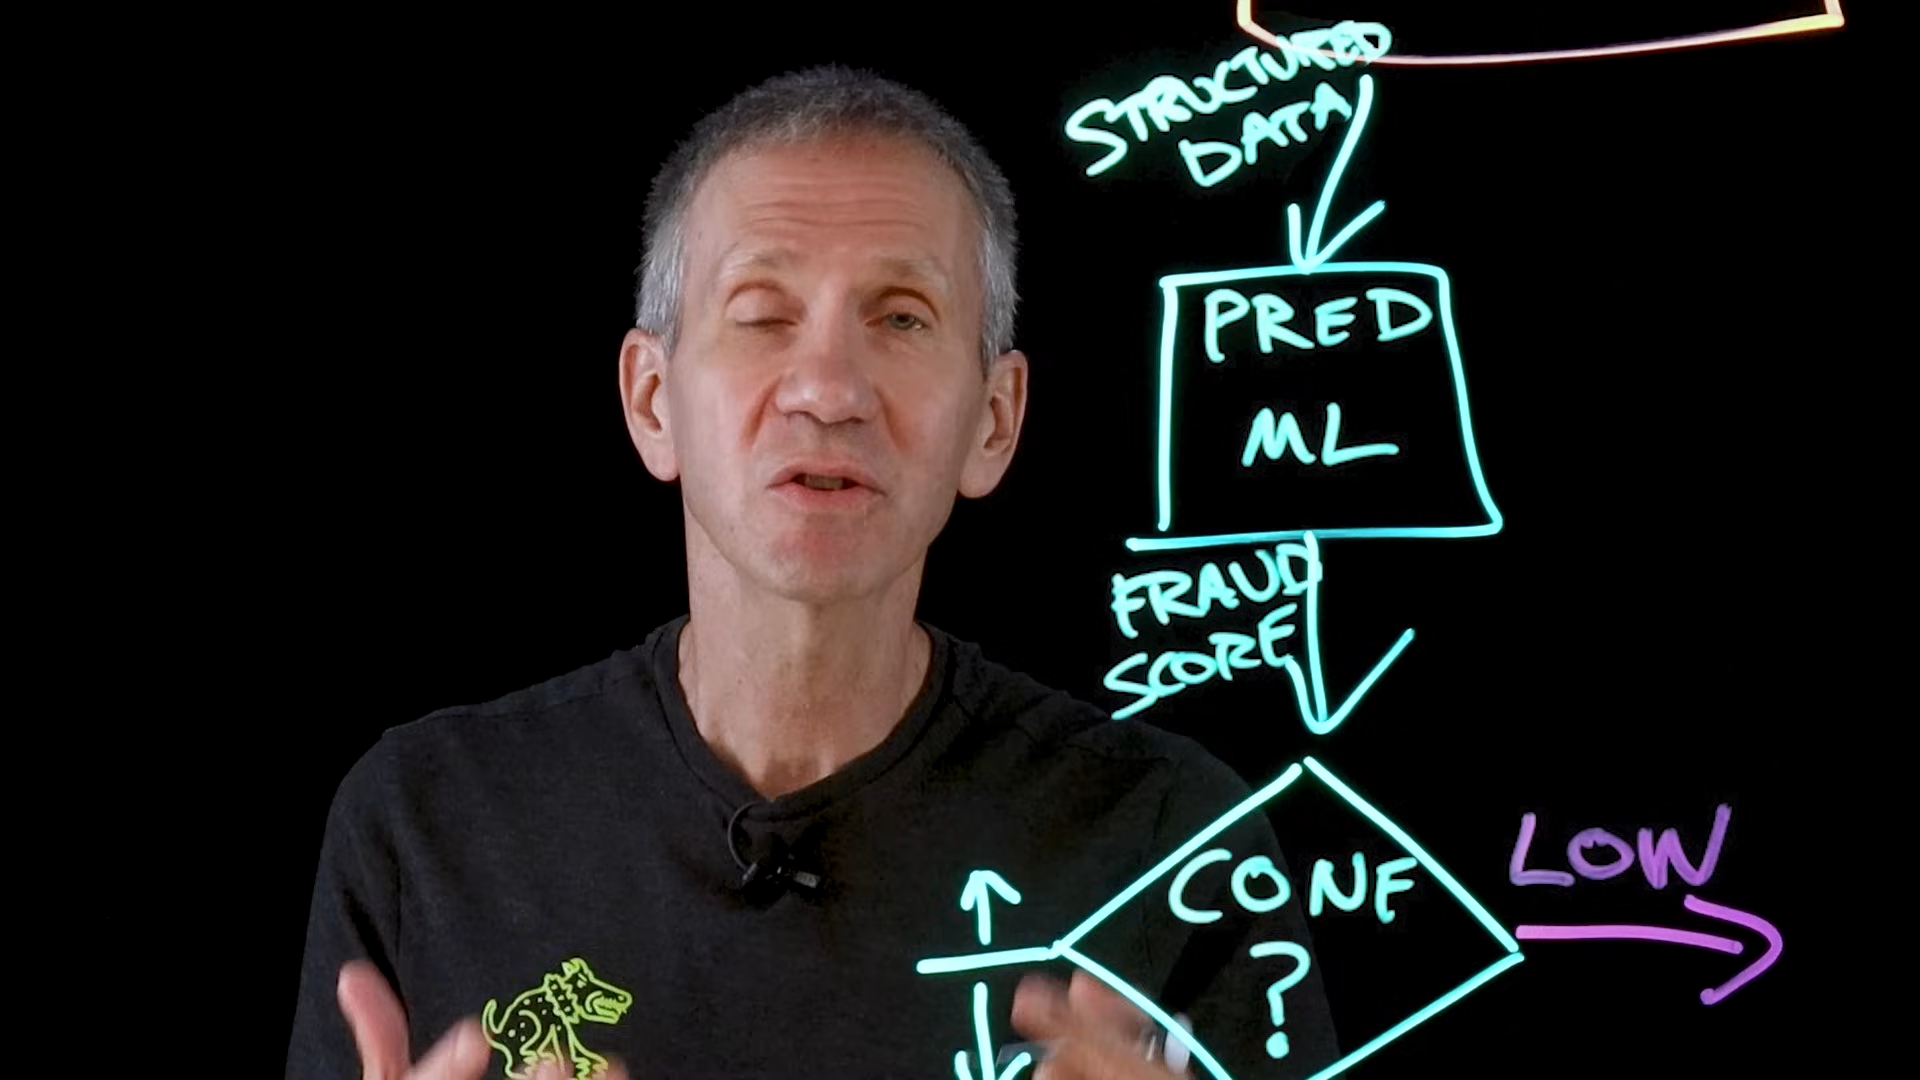 STRUCTURED
DATA
PRED
ML
FRAUD
SCORE
CONF
?
LOW